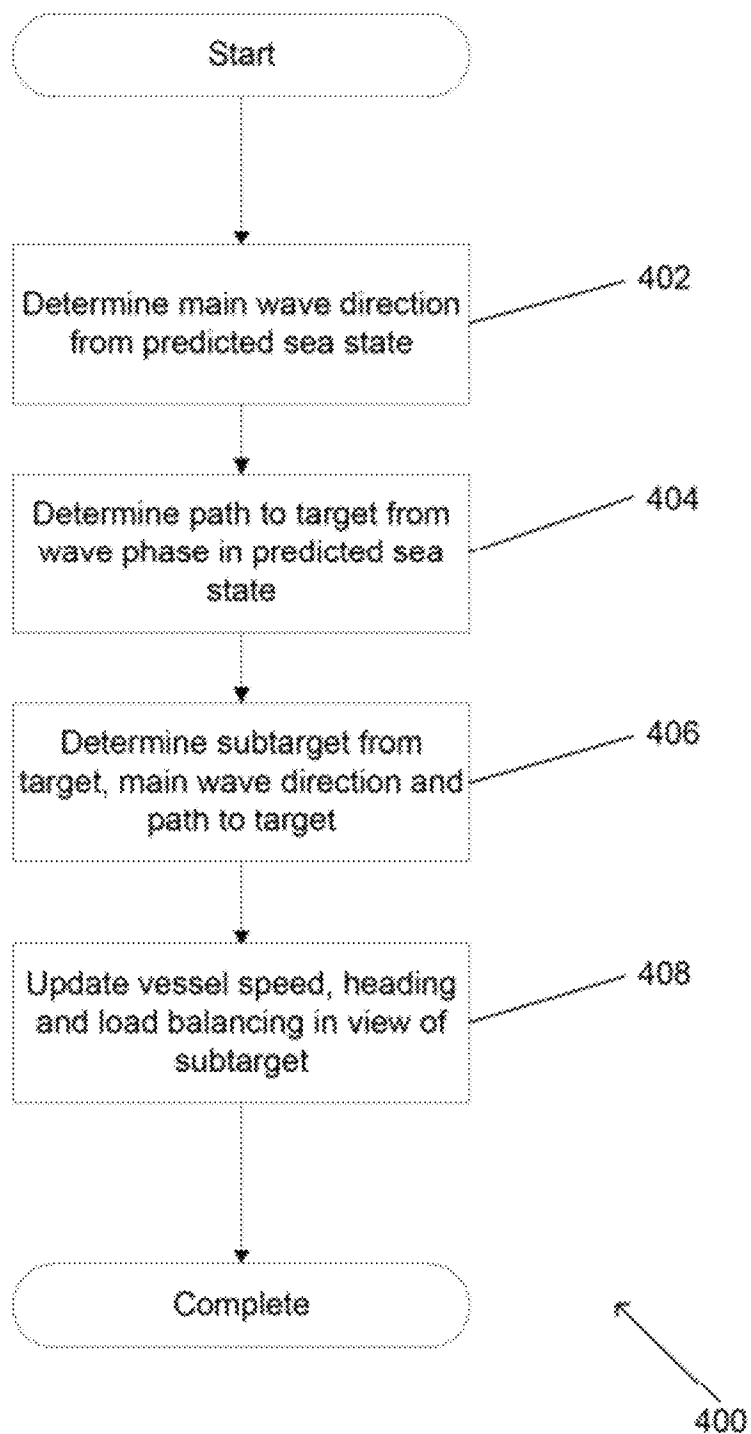 Start
Determine main wave direction
from predicted sea state
402
Determine path to target from
wave phase in predicted sea
state
404
Determine subtarget from
target, main wave direction and
path to target
406
Update vessel speed, heading
and load balancing in view of
subtarget
408
Complete
400